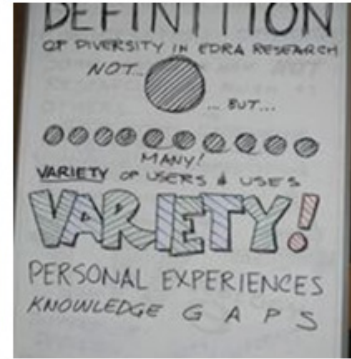 DEFINITION
OF DIVERSITY IN EDRA RESEARCH
NOT...
... BUT...
MANY!
VARIETY OF USERS & USES
VARIETY!
PERSONAL EXPERIENCES
KNOWLEDGE GAPS